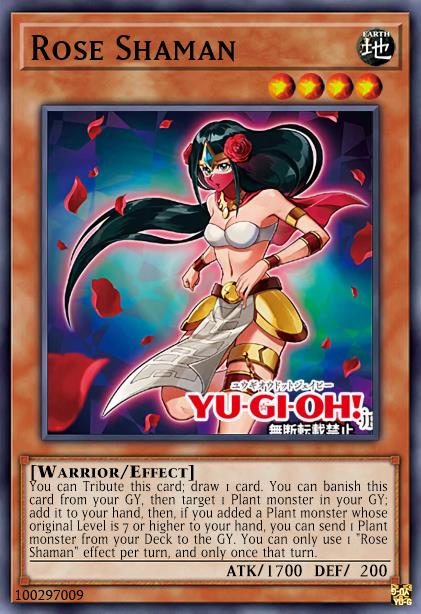 Rose Shaman
EARTH
地
ユウギオウドットジェイピー
YU-GI-OH!
無断転載禁止
[Warrior/Effect]
You can Tribute this card; draw 1 card. You can banish this
card from your GY, then target 1 Plant monster in your GY;
add it to your hand, then, if you added a Plant monster whose
original Level is 7 or higher to your hand, you can send 1 Plant
monster from your Deck to the GY. You can only use 1 "Rose
Shaman" effect per turn, and only once that turn.
ATK/1700 DEF/ 200
100297009